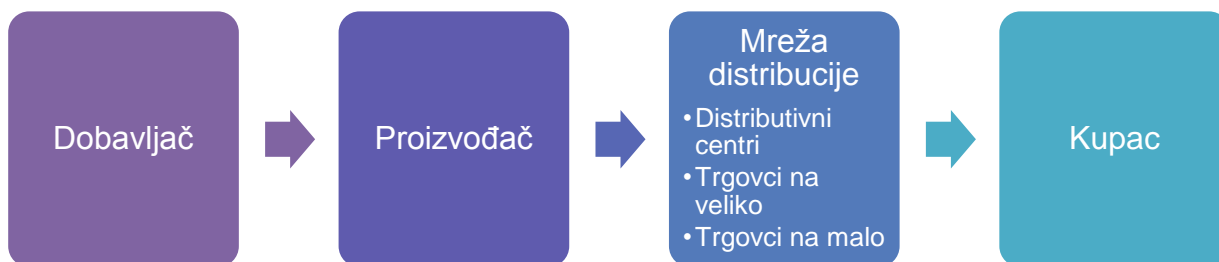 Dobavljač
Proizvođač
Mreža
distribucije
•Distributivni
centri
•Trgovci na
veliko
•Trgovci na malo
Kupac